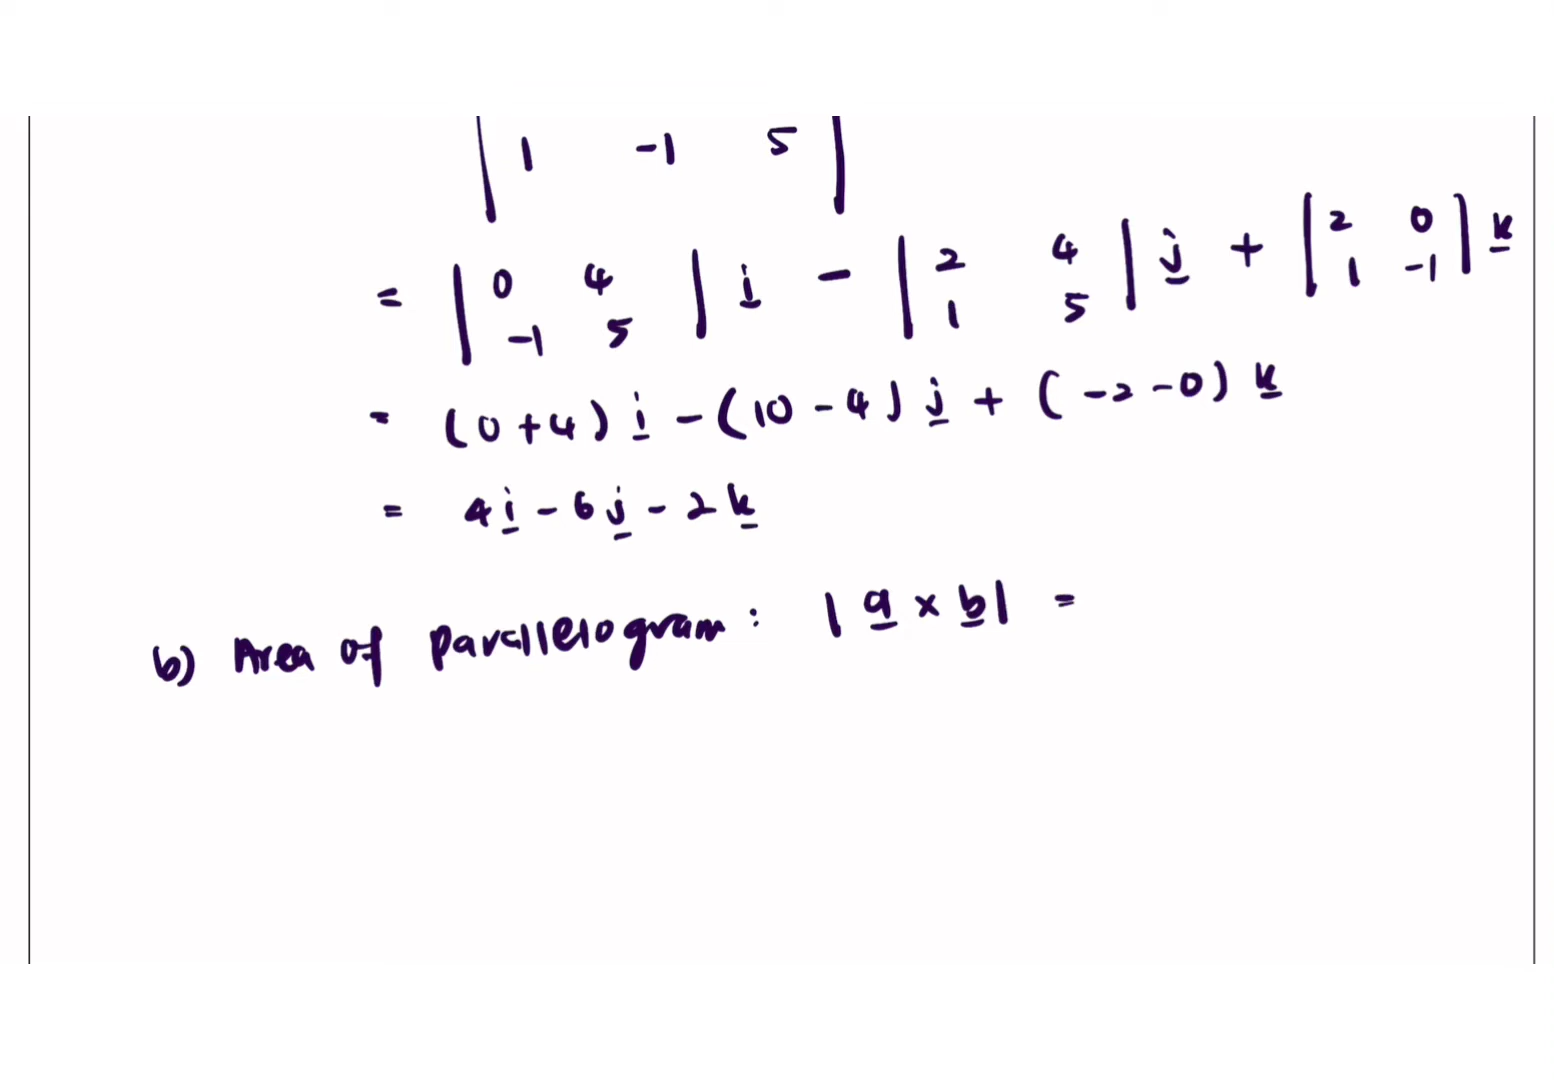 | 1 -1 5 |
= | 0 4 | i - | 2 4 | j + | 2 0 | k
| -1 5 | | 1 5 | | 1 -1 |
= (0+4) i - (10-4) j + (-2-0) k
= 4i - 6j - 2k
b) Area of parallelogram: |a × b| =